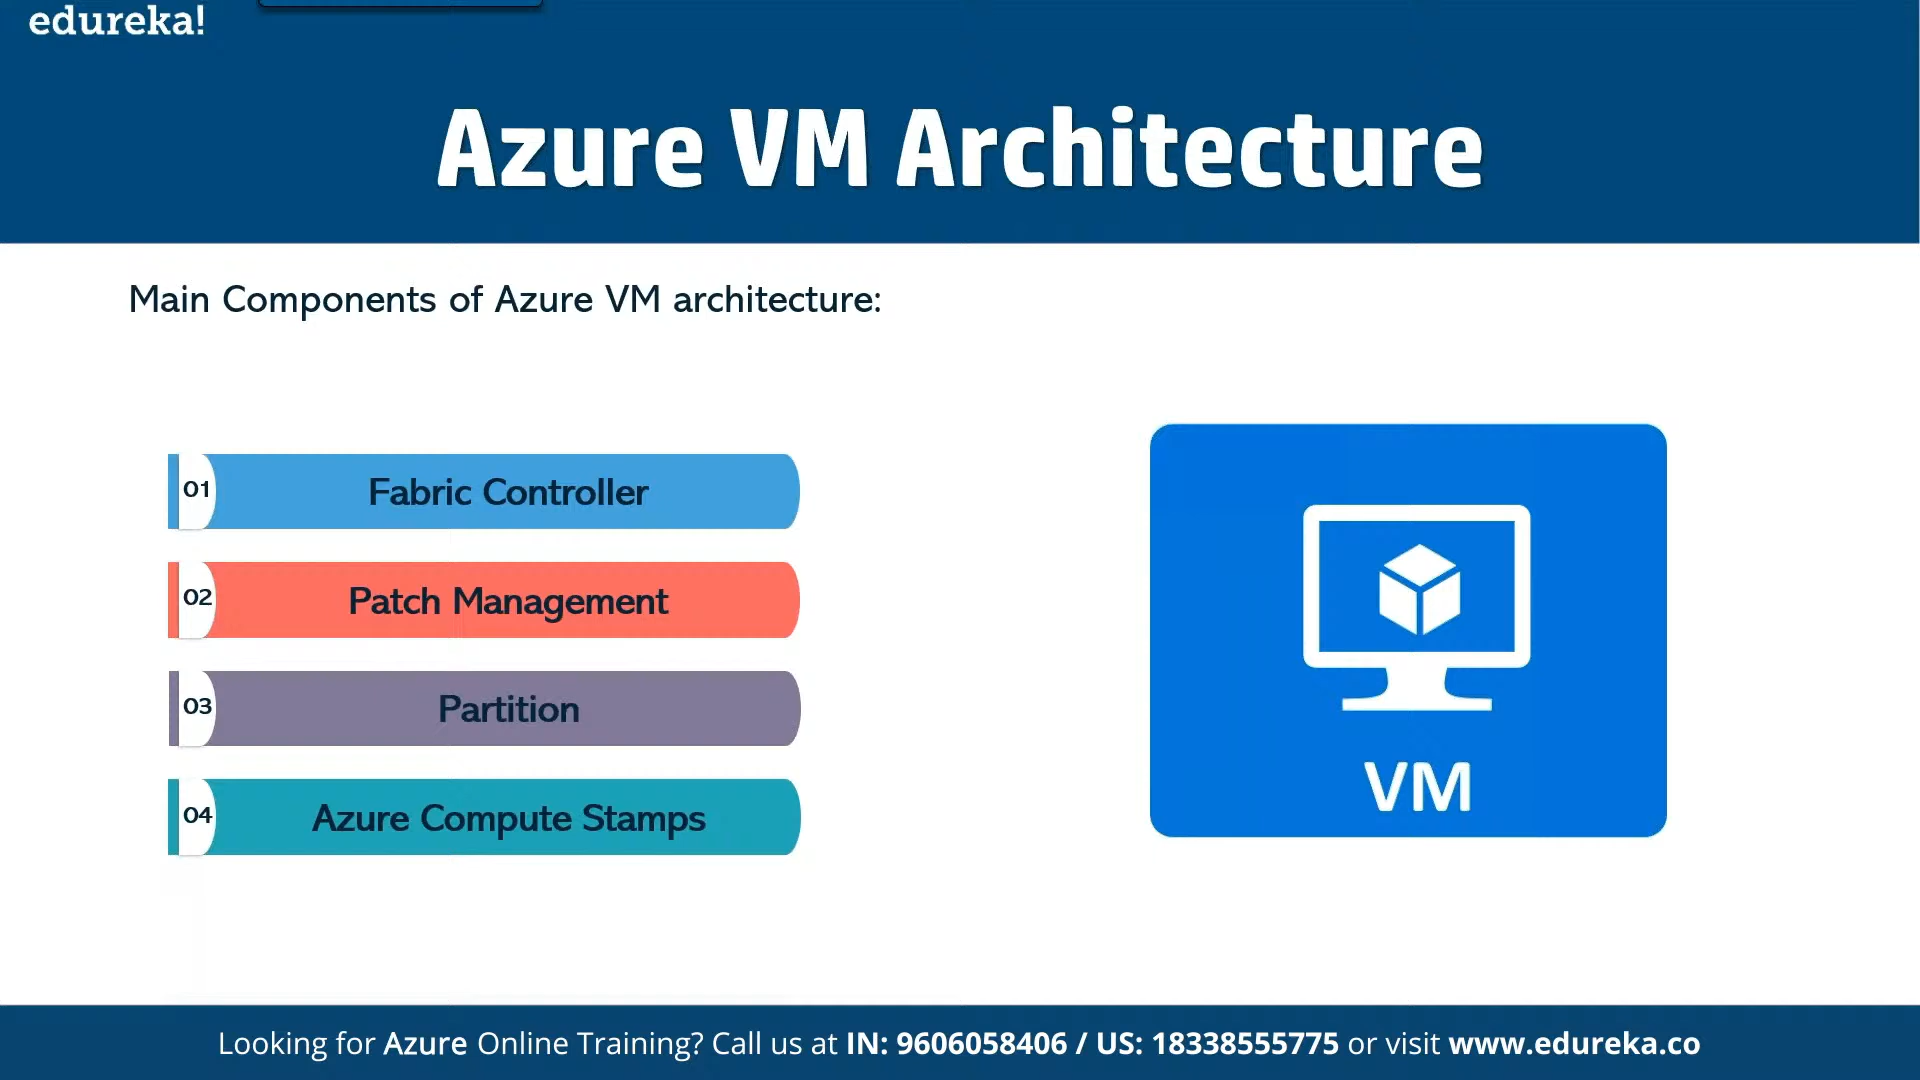 edureka!
Azure VM Architecture
Main Components of Azure VM architecture:
01 Fabric Controller
02 Patch Management
03 Partition
04 Azure Compute Stamps
VM
Looking for Azure Online Training? Call us at IN: 9606058406 / US: 18338555775 or visit www.edureka.co